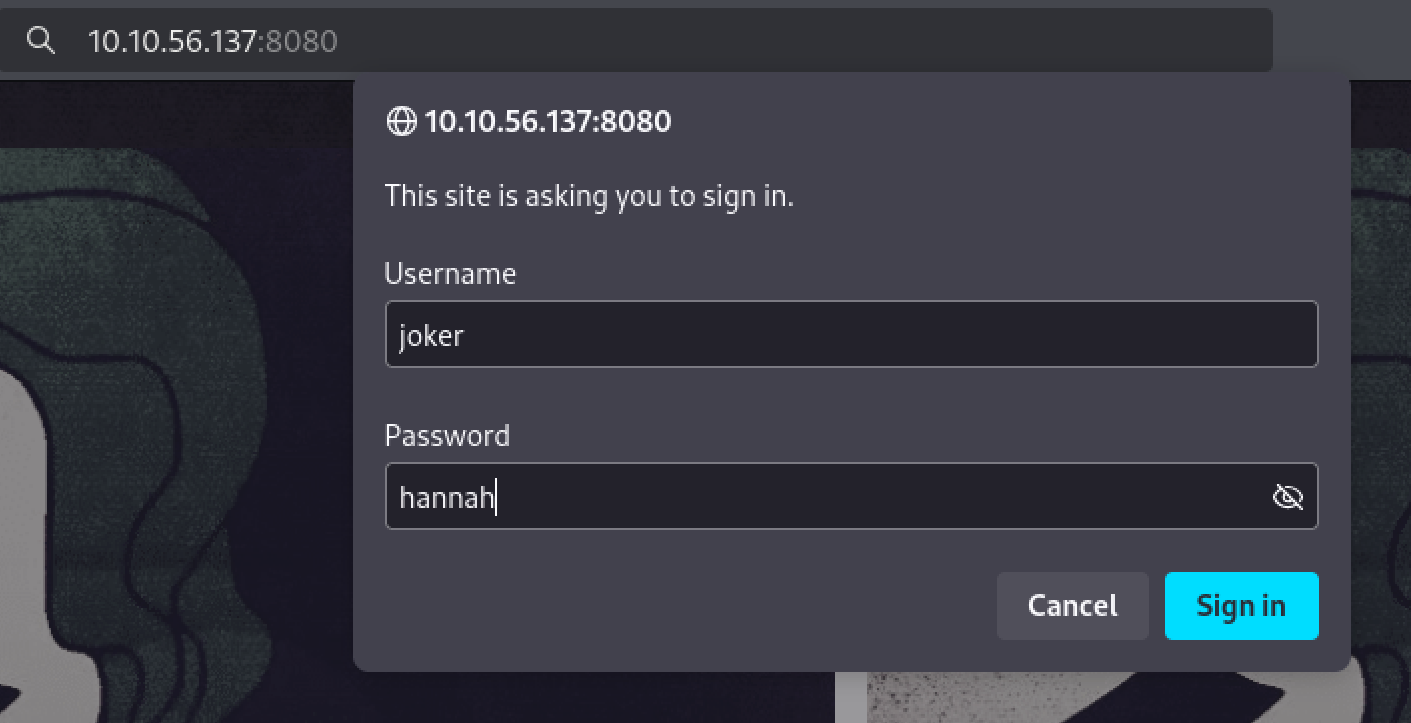 10.10.56.137:8080
10.10.56.137:8080
This site is asking you to sign in.
Username
joker
Password
hannah
Cancel
Sign in